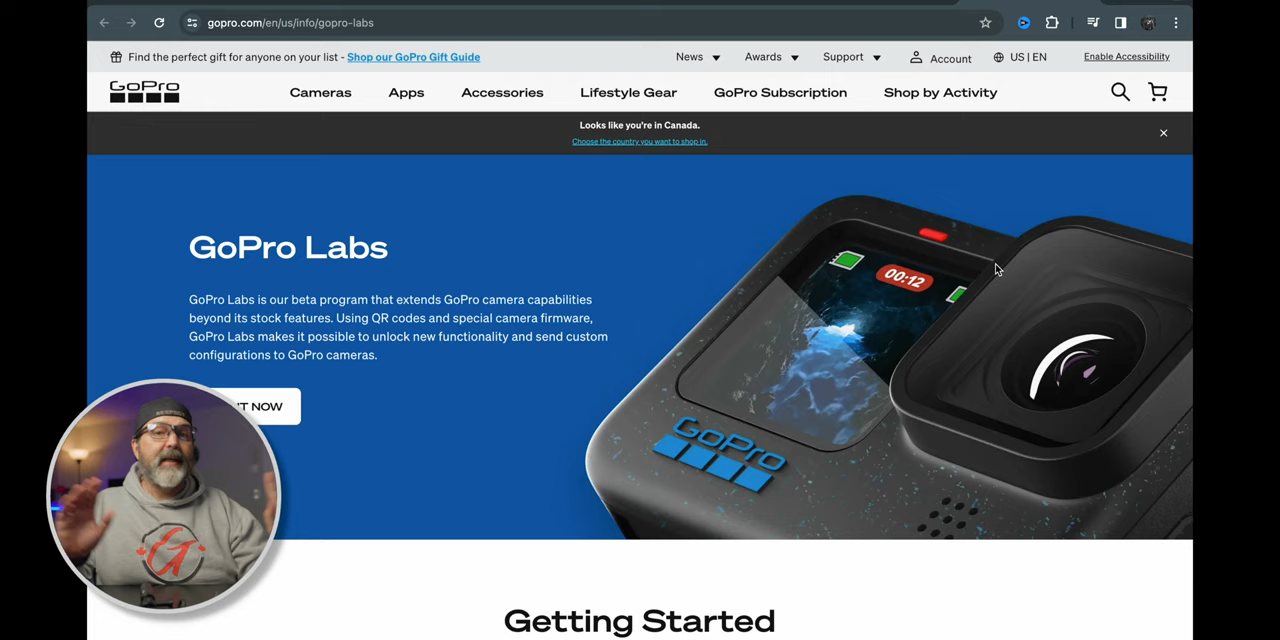 gopro.com/en/us/info/gopro-labs
Find the perfect gift for anyone on your list - Shop our GoPro Gift Guide
News
Awards
Support
Account
US | EN
Enable Accessibility
GoPro
Cameras
Apps
Accessories
Lifestyle Gear
GoPro Subscription
Shop by Activity
Looks like you're in Canada.
Choose the country you want to shop in.
GoPro Labs
GoPro Labs is our beta program that extends GoPro camera capabilities
beyond its stock features. Using QR codes and special camera firmware,
GoPro Labs makes it possible to unlock new functionality and send custom
configurations to GoPro cameras.
NOW
00:12
GoPro
Getting Started